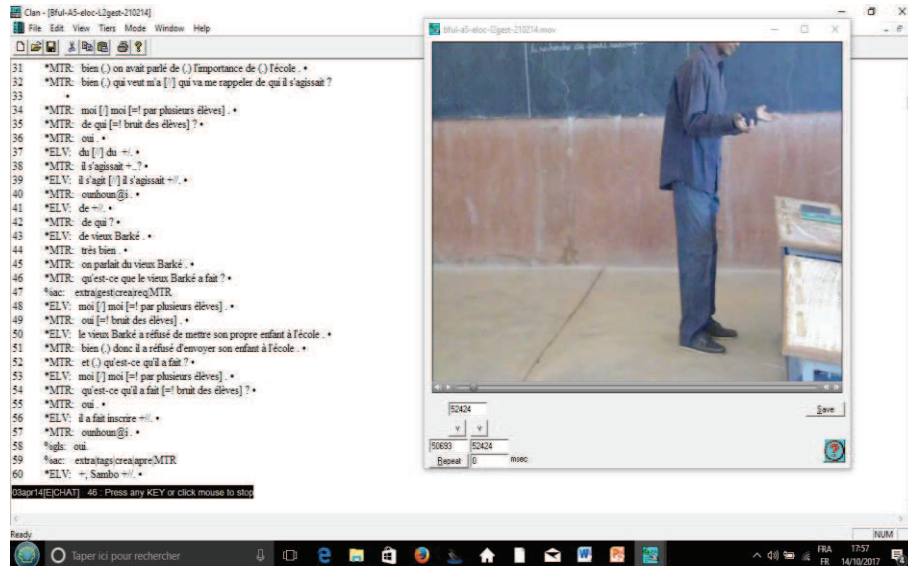 Clan - [Bful-A5-eloc-L2gest-210214]
File Edit View Tiers Mode Window Help
31 *MTR: bien (.) on avait parlé de (.) l'importance de (.) l'école . •
32 *MTR: bien (.) qui veut m'a [//] qui va me rappeler de qui il s'agissait ?
33 •
34 *MTR: moi [/] moi [=! par plusieurs élèves] . •
35 *MTR: de qui [=! bruit des élèves] ? •
36 *MTR: oui . •
37 *ELV: du [//] du +/. •
38 *MTR: il s'agissait +..? •
39 *ELV: il s'agit [//] il s'agissait +//. •
40 *MTR: ounhoun@i . •
41 *ELV: de +//. •
42 *MTR: de qui ? •
43 *ELV: de vieux Barké . •
44 *MTR: très bien . •
45 *MTR: on parlait du vieux Barké . •
46 *MTR: qu'est-ce que le vieux Barké a fait ? •
47 %ac: extra|gest|crea|req|MTR
48 *ELV: moi [/] moi [=! par plusieurs élèves] . •
49 *MTR: oui [=! bruit des élèves] . •
50 *ELV: le vieux Barké a réfusé de mettre son propre enfant à l'école . •
51 *MTR: bien (.) donc il a réfusé d'envoyer son enfant à l'école . •
52 *MTR: et (.) qu'est-ce qu'il a fait ? •
53 *ELV: moi [/] moi [=! par plusieurs élèves] . •
54 *MTR: qu'est-ce qu'il a fait [=! bruit des élèves] ? •
55 *MTR: oui . •
56 *ELV: il a fait inscrire +//. •
57 *MTR: ounhoun@i . •
58 %gls: oui.
59 %ac: extra|tags|crea|apre|MTR
60 *ELV: +, Sambo +//. •
03apr14[E|CHAT] 46 : Press any KEY or click mouse to stop
bful-a5-eloc-l2gest-210214.mov
la recherche de
52424
Save
50693 52424
Repeat 0 msec.
Ready
NUM
Taper ici pour rechercher
FRA 17:57
FR 14/10/2017